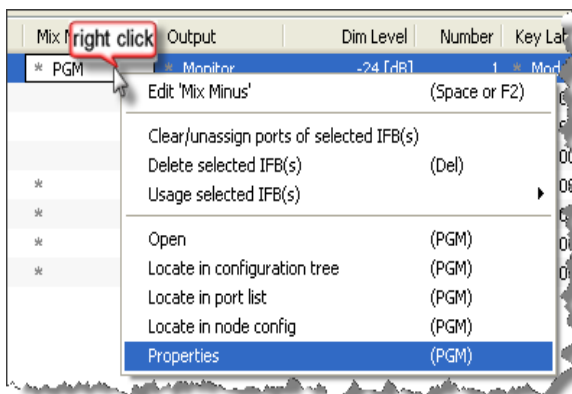 Mix M right click Output Dim Level Number Key Lab
* PGM * Monitor -24 [dB] 1 * Mod
Edit 'Mix Minus' (Space or F2)
Clear/unassign ports of selected IFB(s)
Delete selected IFB(s) (Del)
Usage selected IFB(s)
*
*
Open (PGM)
*
Locate in configuration tree (PGM)
*
Locate in port list (PGM)
Locate in node config (PGM)
Properties (PGM)